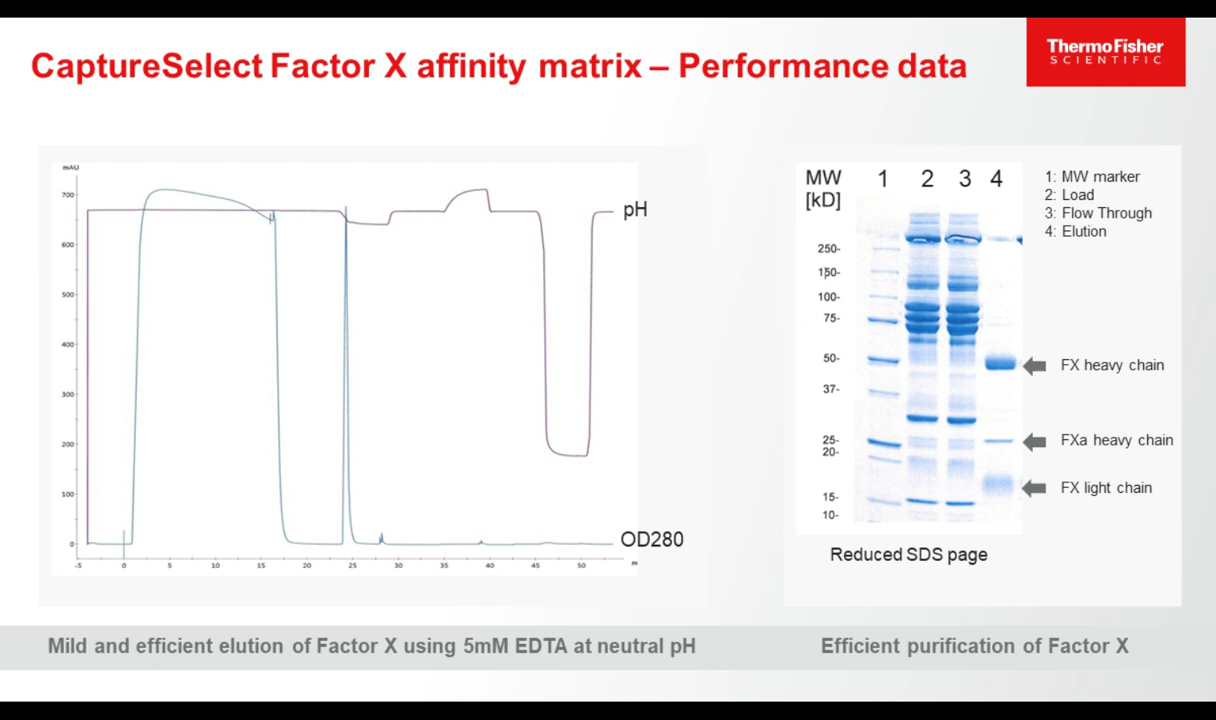 CaptureSelect Factor X affinity matrix – Performance data
ThermoFisher
SCIENTIFIC
mAU
700
600
500
400
300
200
100
0
-5 0 5 10 15 20 25 30 35 40 45 50 m
pH
OD280
MW
[kD]
1 2 3 4
250-
150-
100-
75-
50-
37-
25-
20-
15-
10-
1: MW marker
2: Load
3: Flow Through
4: Elution
FX heavy chain
FXa heavy chain
FX light chain
Reduced SDS page
Mild and efficient elution of Factor X using 5mM EDTA at neutral pH
Efficient purification of Factor X